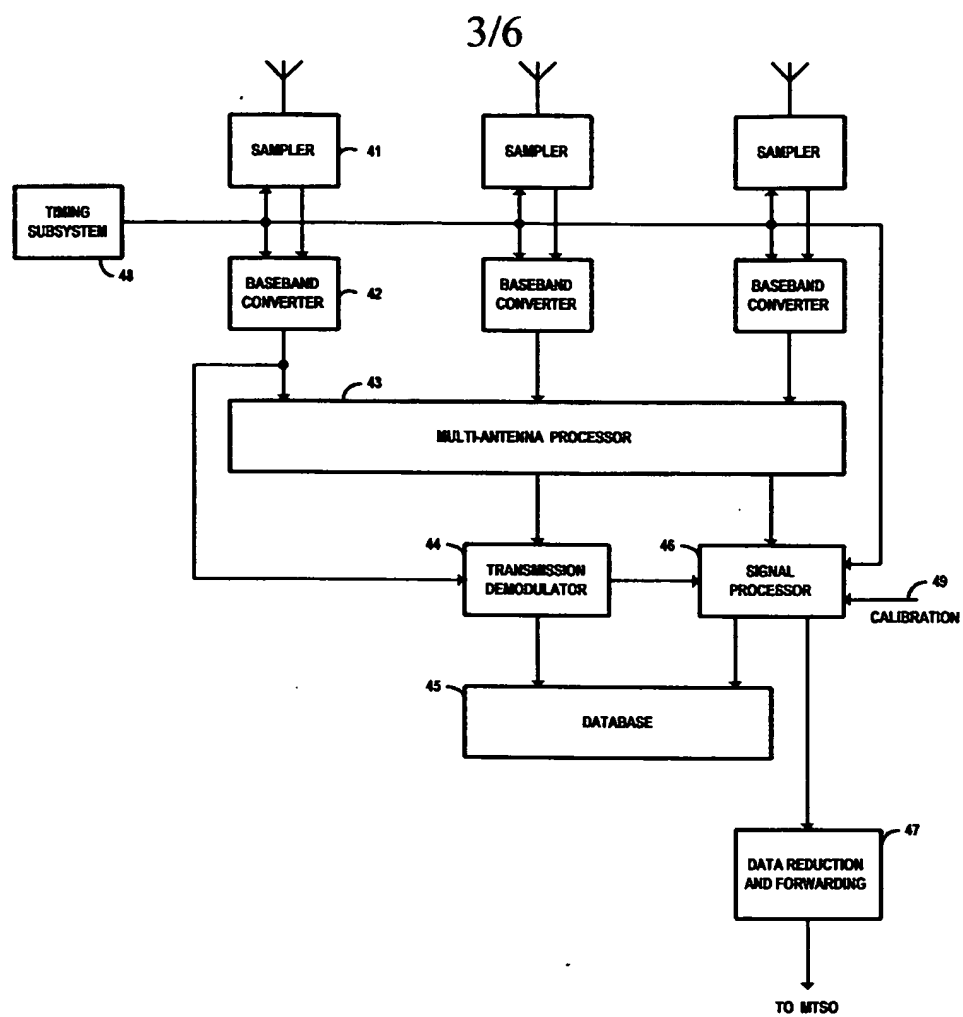 3/6
SAMPLER
41
SAMPLER
SAMPLER
TIMING
SUBSYSTEM
48
BASEBAND
CONVERTER
42
BASEBAND
CONVERTER
BASEBAND
CONVERTER
43
MULTI-ANTENNA PROCESSOR
44
TRANSMISSION
DEMODULATOR
46
SIGNAL
PROCESSOR
49
CALIBRATION
45
DATABASE
47
DATA REDUCTION
AND FORWARDING
TO MTSO